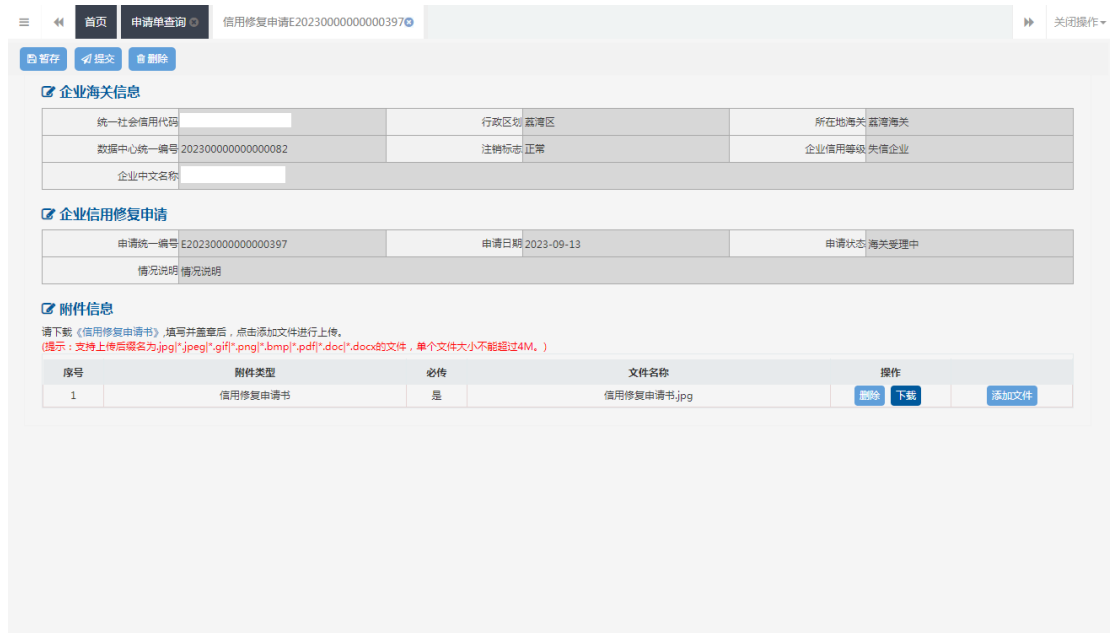 首页 申请单查询 信用修复申请E20230000000000397 关闭操作
暂存 提交 删除
企业海关信息
统一社会信用代码 行政区划 荔湾区 所在地海关 荔湾海关
数据中心统一编号 202300000000000082 注销标志 正常 企业信用等级 失信企业
企业中文名称
企业信用修复申请
申请统一编号 E20230000000000397 申请日期 2023-09-13 申请状态 海关受理中
情况说明 情况说明
附件信息
请下载《信用修复申请书》,填写并盖章后，点击添加文件进行上传。
(提示：支持上传后缀名为.jpg|*.jpeg|*.gif|*.png|*.bmp|*.pdf|*.doc|*.docx的文件，单个文件大小不能超过4M。)
序号 附件类型 必传 文件名称 操作
1 信用修复申请书 是 信用修复申请书.jpg 删除 下载 添加文件